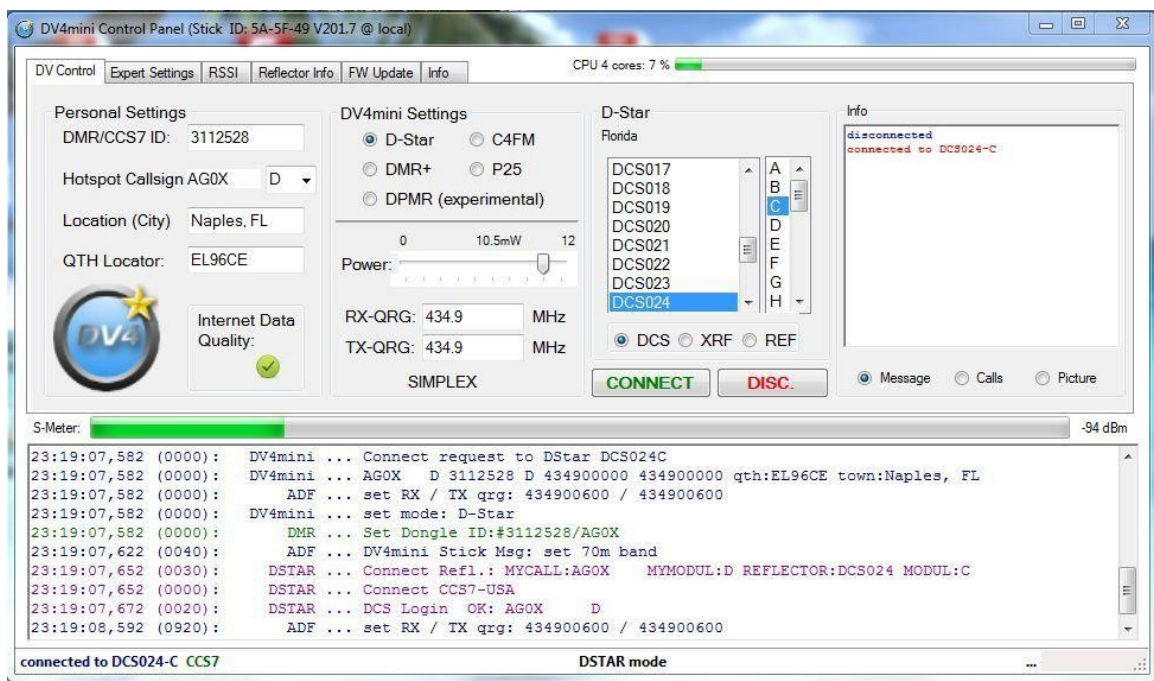 DV4mini Control Panel (Stick ID: 5A-5F-49 V201.7 @ local)
DV Control Expert Settings RSSI Reflector Info FW Update Info
CPU 4 cores: 7 %
Personal Settings
DMR/CCS7 ID: 3112528
Hotspot Callsign AG0X D
Location (City) Naples, FL
QTH Locator: EL96CE
DV4
Internet Data
Quality:
DV4mini Settings
D-Star C4FM
DMR+ P25
DPMR (experimental)
0 10.5mW 12
Power:
RX-QRG: 434.9 MHz
TX-QRG: 434.9 MHz
SIMPLEX
D-Star
Florida
DCS017 A
DCS018 B
DCS019 C
DCS020 D
DCS021 E
DCS022 F
DCS023 G
DCS024 H
DCS XRF REF
CONNECT DISC.
Info
disconnected
connected to DCS024-C
Message Calls Picture
S-Meter: -94 dBm
23:19:07,582 (0000): DV4mini ... Connect request to DStar DCS024C
23:19:07,582 (0000): DV4mini ... AG0X D 3112528 D 434900000 434900000 qth:EL96CE town:Naples, FL
23:19:07,582 (0000): ADF ... set RX / TX qrg: 434900600 / 434900600
23:19:07,582 (0000): DV4mini ... set mode: D-Star
23:19:07,582 (0000): DMR ... Set Dongle ID:#3112528/AG0X
23:19:07,622 (0040): ADF ... DV4mini Stick Msg: set 70m band
23:19:07,652 (0030): DSTAR ... Connect Refl.: MYCALL:AG0X MYMODUL:D REFLECTOR:DCS024 MODUL:C
23:19:07,652 (0000): DSTAR ... Connect CCS7-USA
23:19:07,672 (0020): DSTAR ... DCS Login OK: AG0X D
23:19:08,592 (0920): ADF ... set RX / TX qrg: 434900600 / 434900600
connected to DCS024-C CCS7 DSTAR mode ...